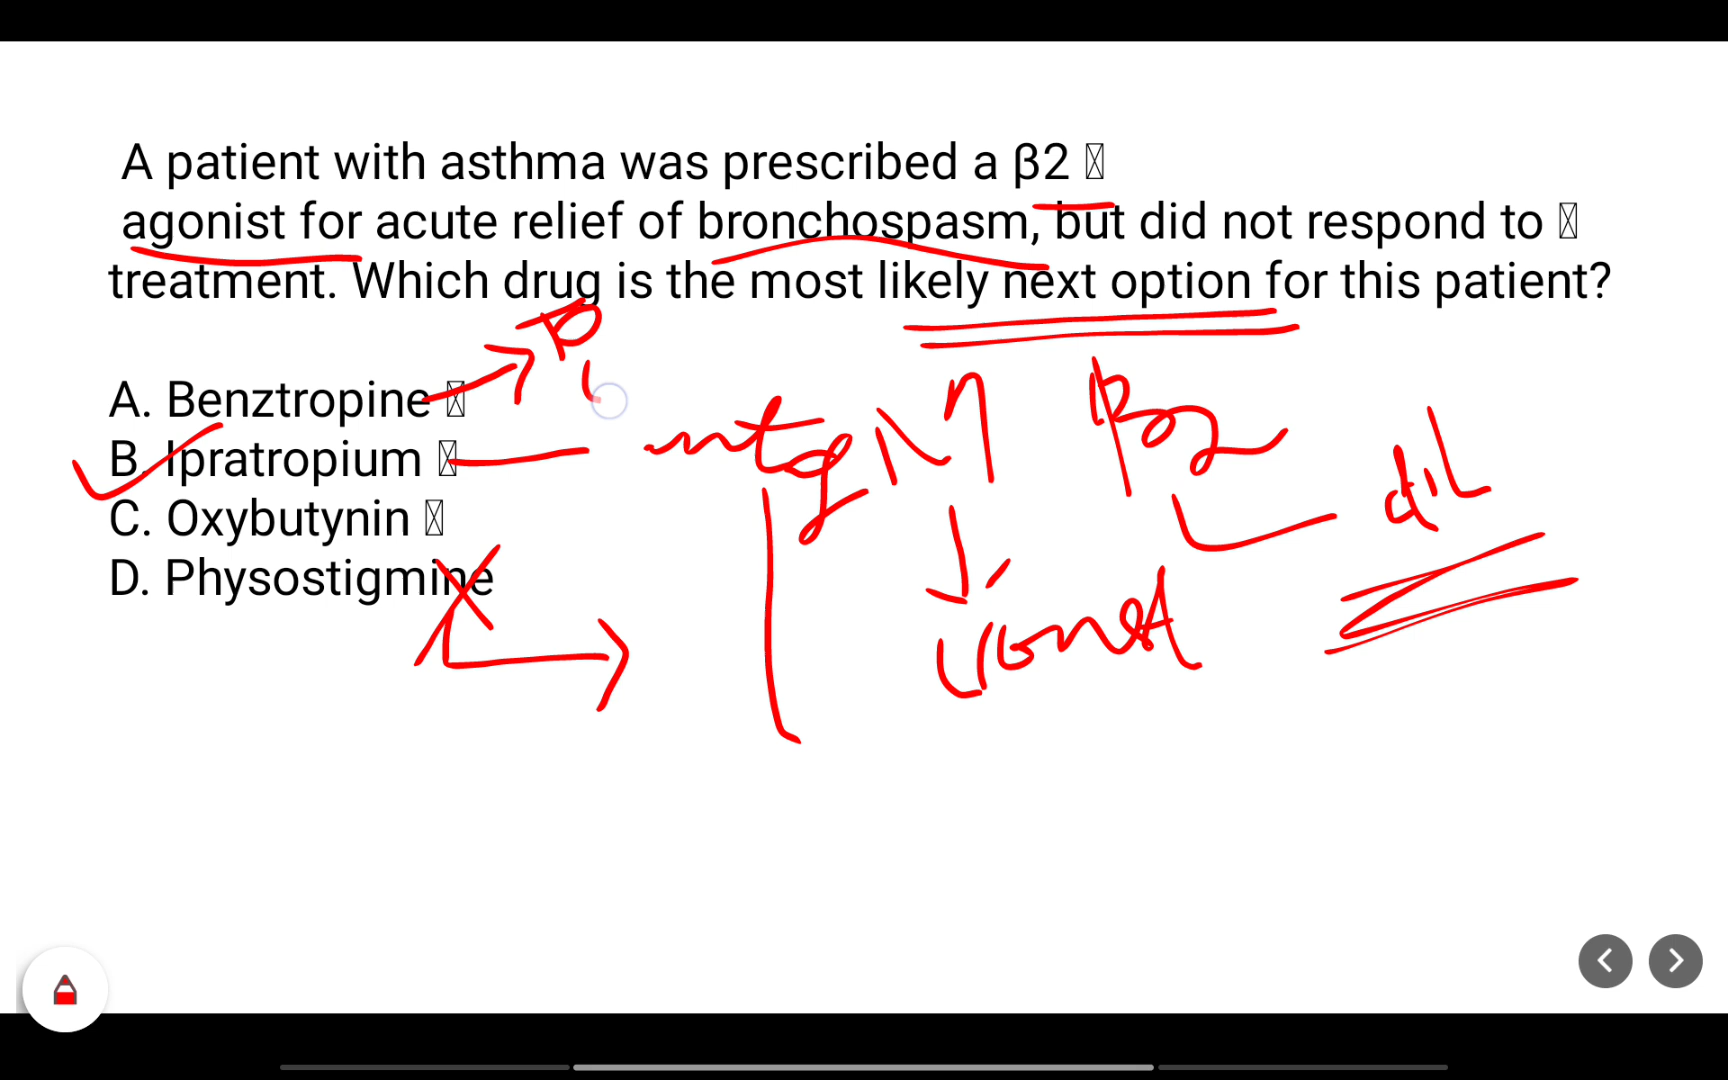 A patient with asthma was prescribed a β2
agonist for acute relief of bronchospasm, but did not respond to
treatment. Which drug is the most likely next option for this patient?
A. Benztropine
B. Ipratropium
C. Oxybutynin
D. Physostigmine
β2
dil